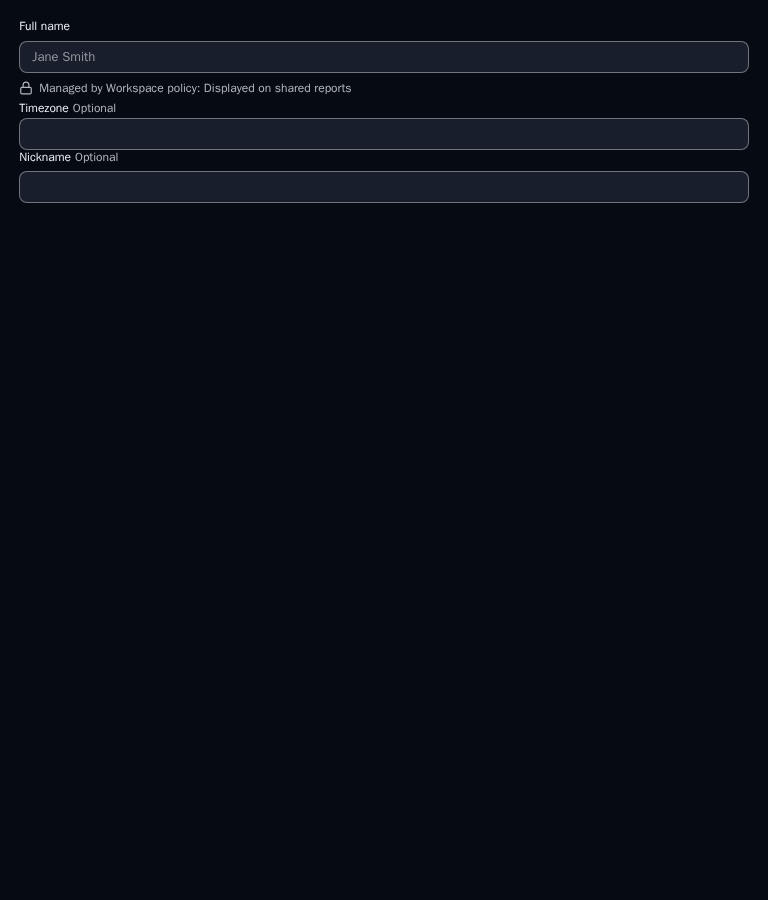 Full name
Jane Smith
Managed by Workspace policy: Displayed on shared reports
Timezone Optional
Nickname Optional